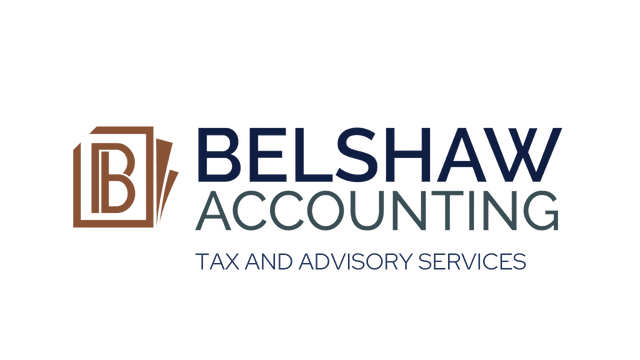 B
BELSHAW
ACCOUNTING
TAX AND ADVISORY SERVICES